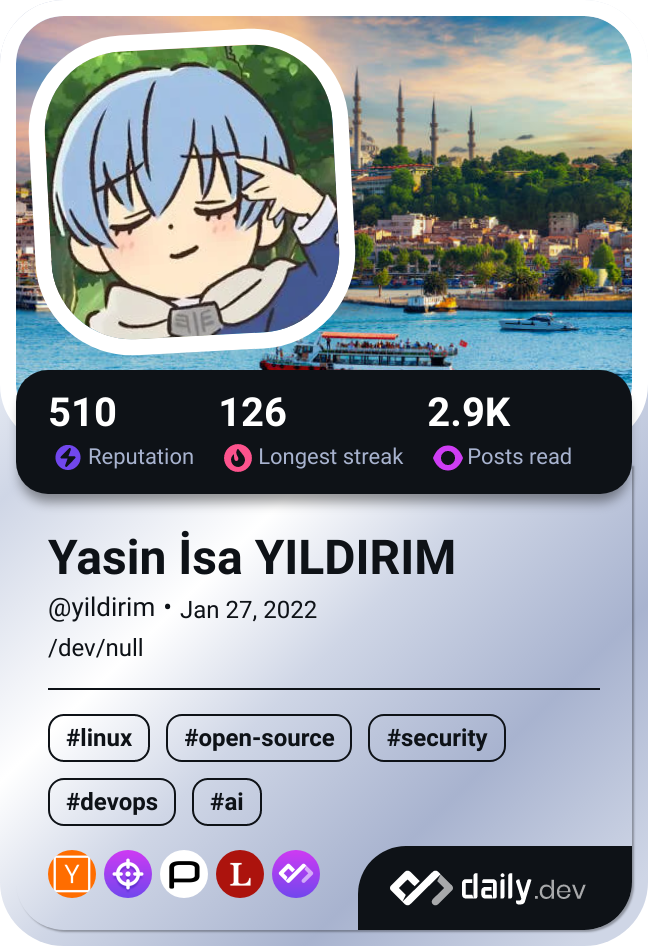 510 126 2.9K
Reputation Longest streak Posts read
Yasin İsa YILDIRIM
@yildirim • Jan 27, 2022
/dev/null
#linux #open-source #security
#devops #ai
Y P L
daily.dev